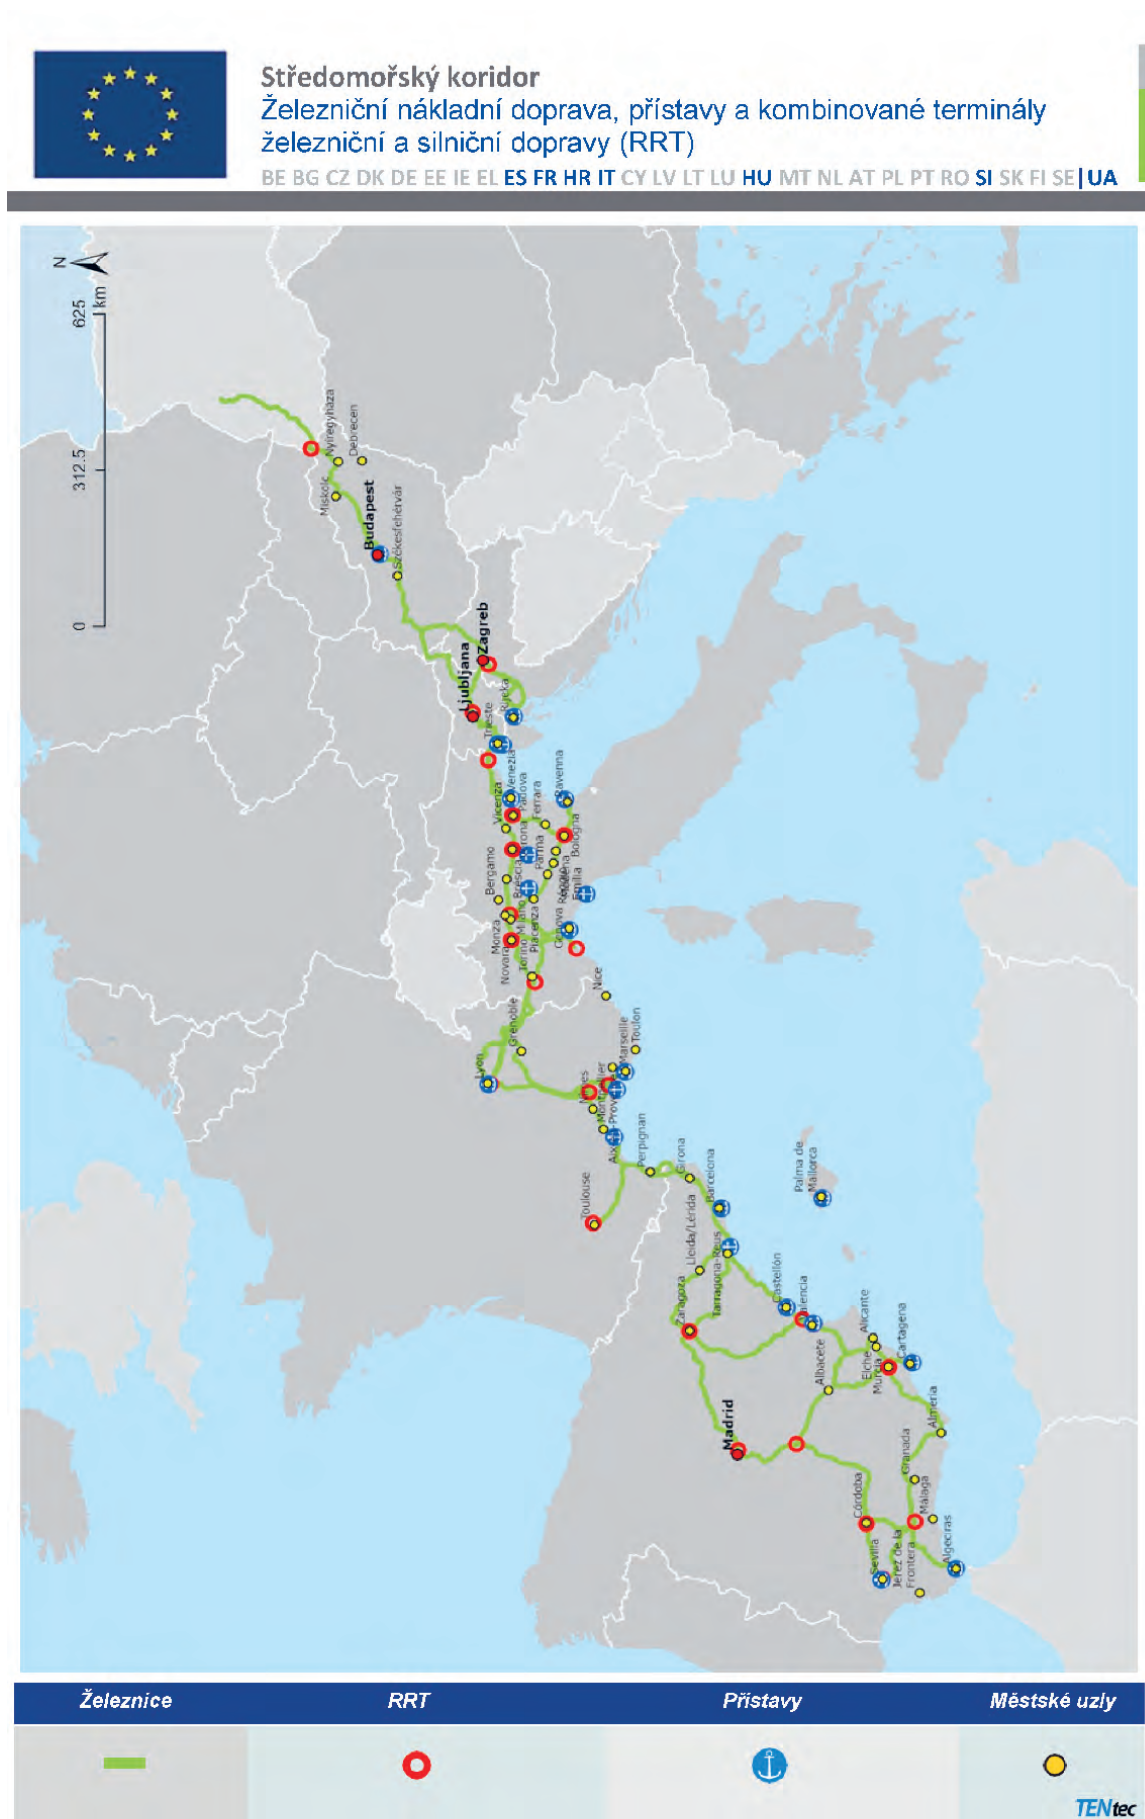 Středomořský koridor
Železniční nákladní doprava, přístavy a kombinované terminály
železniční a silniční dopravy (RRT)
BE BG CZ DK DE EE IE EL ES FR HR IT CY LV LT LU HU MT NL AT PL PT RO SI SK FI SE | UA
N
0 312.5 625
km
Nyíregyháza
Debrecen
Miskolc
Budapest
Székesfehérvár
Zagreb
Ljubljana
Rijeka
Trieste
Venezia
Padova
Vicenza
Ferrara
Ravenna
Bologna
Parma
Bergamo
Brescia
Emilia
Monza
Milano
Piacenza
Novara
Torino
Genova
Nice
Grenoble
Lyon
Toulon
Marseille
Perpignan
Toulouse
Girona
Barcelona
Lleida/Lérida
Tarragona-Reus
Palma de
Mallorca
Zaragoza
Castellón
Alicante
Elche
Murcia
Cartagena
Albacete
Madrid
Almería
Granada
Málaga
Córdoba
Sevilla
Jerez de la
Frontera
Algeciras
Železnice RRT Přístavy Městské uzly
TENtec